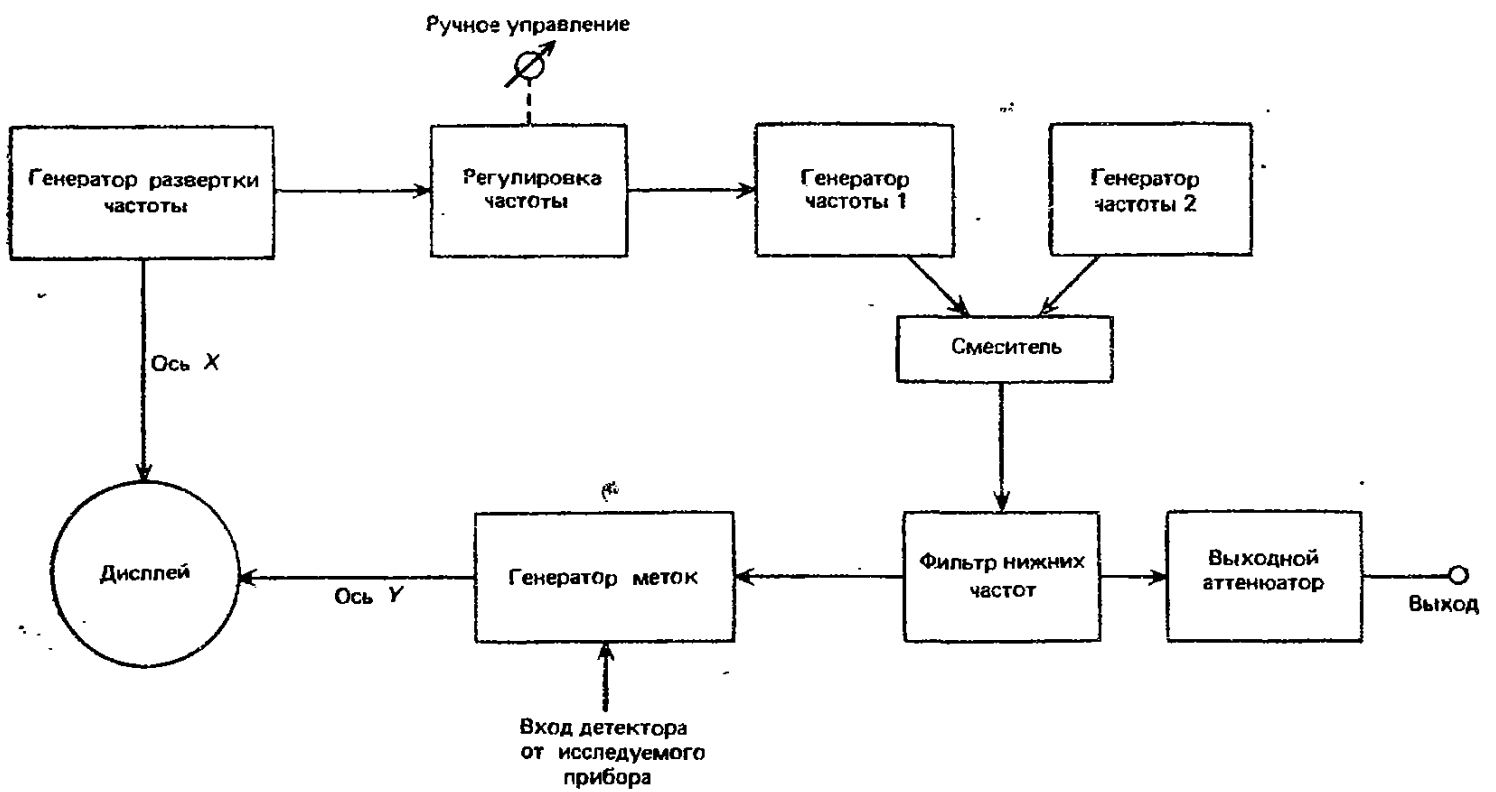 Ручное управление
Генератор развертки
частоты
Регулировка
частоты
Генератор
частоты 1
Генератор
частоты 2
Смеситель
Ось X
Дисплей
Ось Y
Генератор меток
Фильтр нижних
частот
Выходной
аттенюатор
Выход
Вход детектора
от исследуемого
прибора